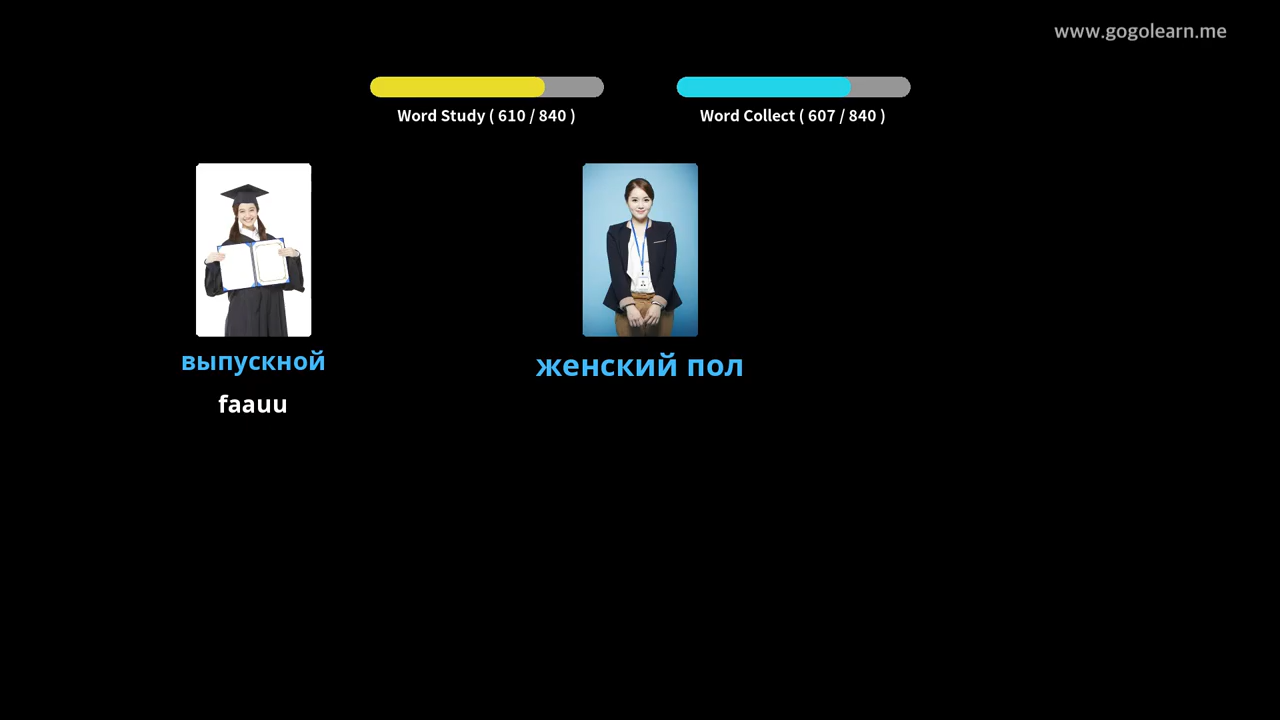 www.gogolearn.me
Word Study ( 610 / 840 )
Word Collect ( 607 / 840 )
выпускной
faauu
женский пол